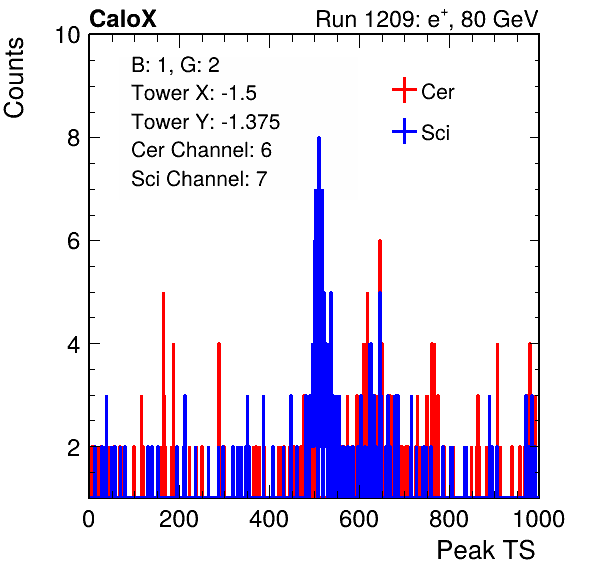 CaloX Run 1209: e⁺, 80 GeV
Counts
10
8
6
4
2
B: 1, G: 2
Tower X: -1.5
Tower Y: -1.375
Cer Channel: 6
Sci Channel: 7
Cer
Sci
0 200 400 600 800 1000
Peak TS